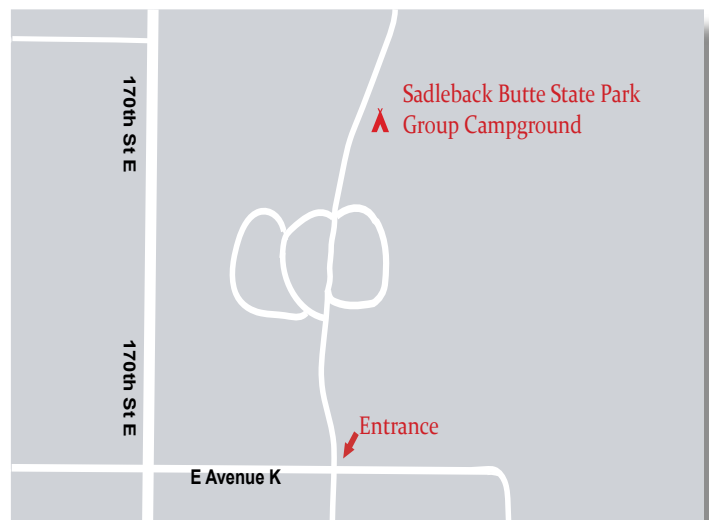 170th St E
Sadleback Butte State Park
Group Campground
170th St E
Entrance
E Avenue K